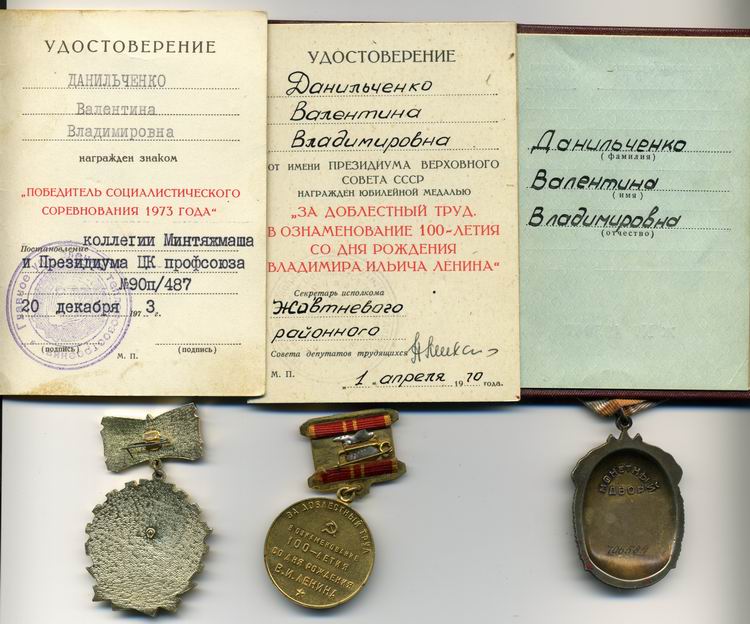 УДОСТОВЕРЕНИЕ
ДАНИЛЬЧЕНКО
Валентина
Владимировна
награжден знаком
„ПОБЕДИТЕЛЬ СОЦИАЛИСТИЧЕСКОГО
СОРЕВНОВАНИЯ 1973 ГОДА“
Постановление коллегии Минтяжмаша
и Президиума ЦК профсоюза
№90п/487
20 декабря 1973 г.
(подпись) (подпись)
М. П.
УДОСТОВЕРЕНИЕ
Данильченко
Валентина
Владимировна
ОТ ИМЕНИ ПРЕЗИДИУМА ВЕРХОВНОГО
СОВЕТА СССР
НАГРАЖДЕН ЮБИЛЕЙНОЙ МЕДАЛЬЮ
„ЗА ДОБЛЕСТНЫЙ ТРУД.
В ОЗНАМЕНОВАНИЕ 100-ЛЕТИЯ
СО ДНЯ РОЖДЕНИЯ
ВЛАДИМИРА ИЛЬИЧА ЛЕНИНА“
Секретарь исполкома
Жовтневого
районного
Совета депутатов трудящихся
М. П.
„1“ апреля 1970 года.
Данильченко
(фамилия)
Валентина
(имя)
Владимировна
(отчество)
ЗА ДОБЛЕСТНЫЙ ТРУД
В ОЗНАМЕНОВАНИЕ
100-ЛЕТИЯ
СО ДНЯ РОЖДЕНИЯ
В.И. ЛЕНИНА
МОНЕТНЫЙ
ДВОР